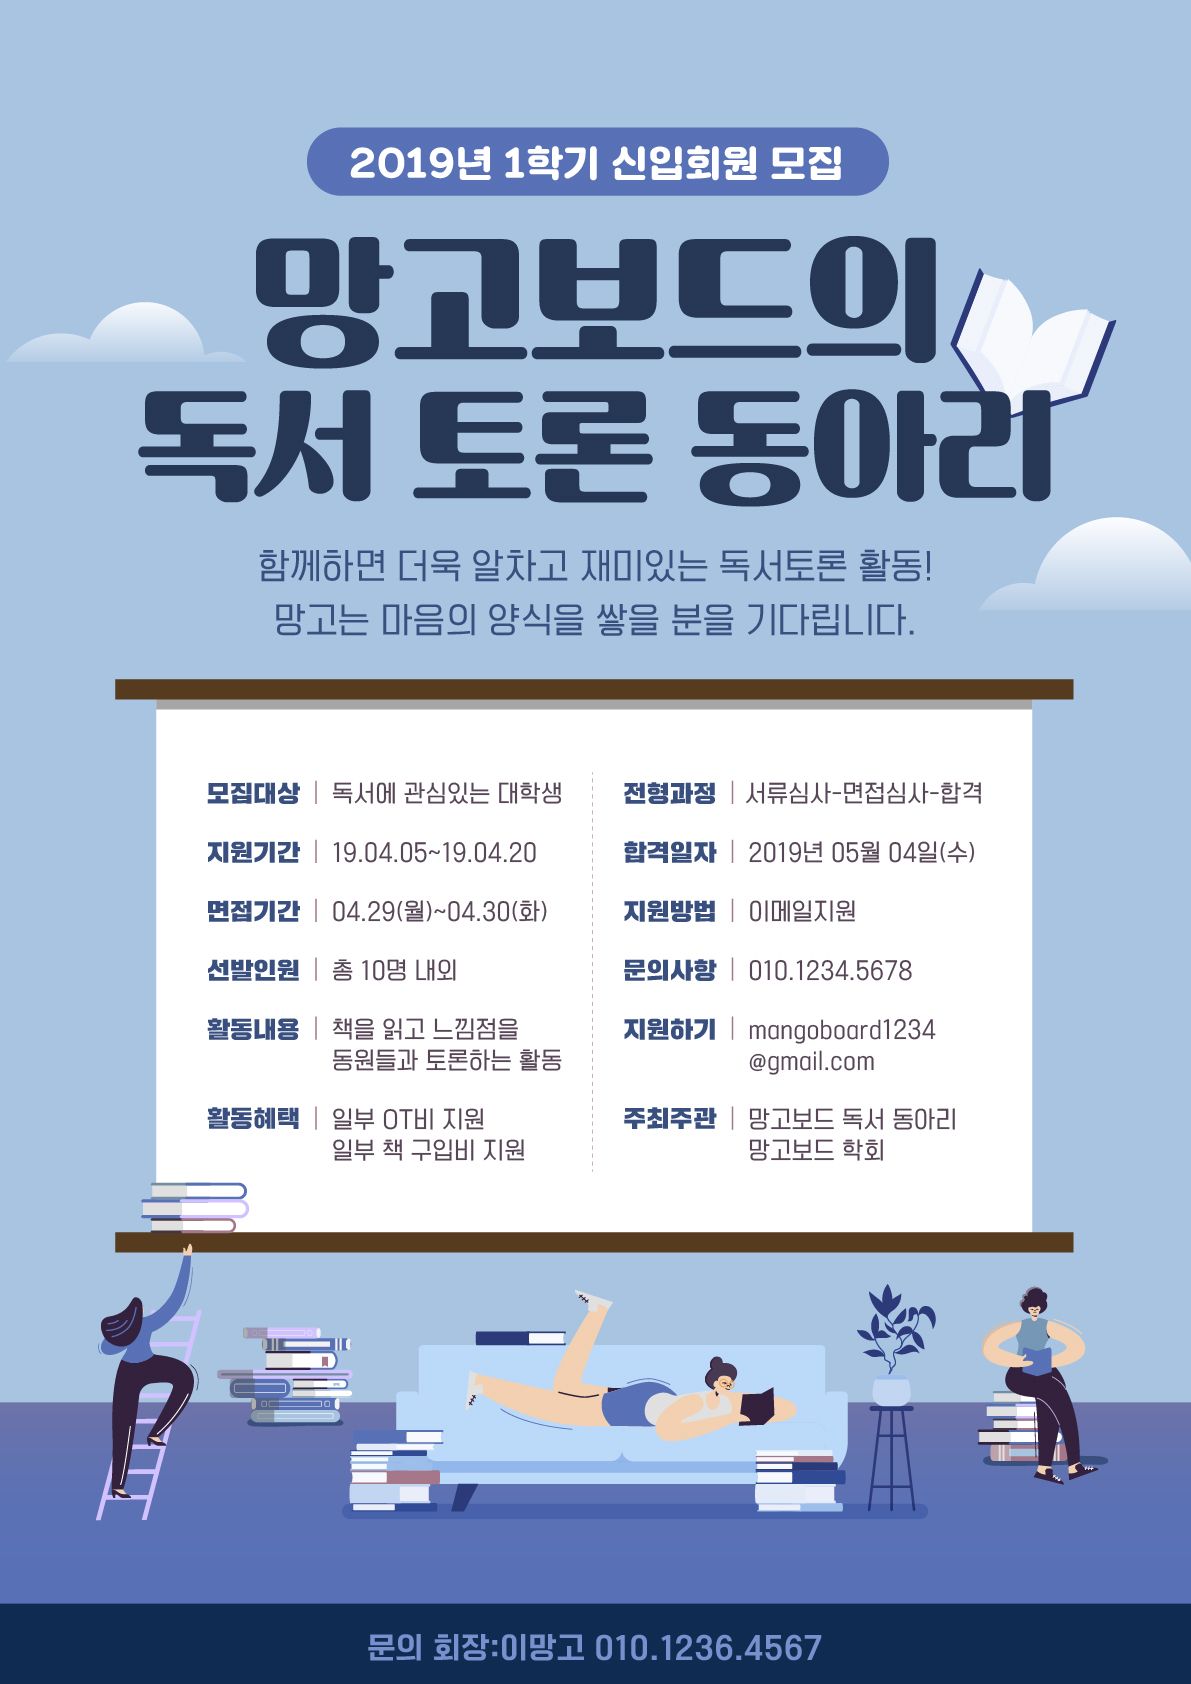 2019년 1학기 신입회원 모집
망고보드의
독서 토론 동아리
함께하면 더욱 알차고 재미있는 독서토론 활동!
망고는 마음의 양식을 쌓을 분을 기다립니다.
모집대상 | 독서에 관심있는 대학생
지원기간 | 19.04.05~19.04.20
면접기간 | 04.29(월)~04.30(화)
선발인원 | 총 10명 내외
활동내용 | 책을 읽고 느낌점을
동원들과 토론하는 활동
활동혜택 | 일부 OT비 지원
일부 책 구입비 지원
전형과정 | 서류심사-면접심사-합격
합격일자 | 2019년 05월 04일(수)
지원방법 | 이메일지원
문의사항 | 010.1234.5678
지원하기 | mangoboard1234
@gmail.com
주최주관 | 망고보드 독서 동아리
망고보드 학회
문의 회장:이망고 010.1236.4567